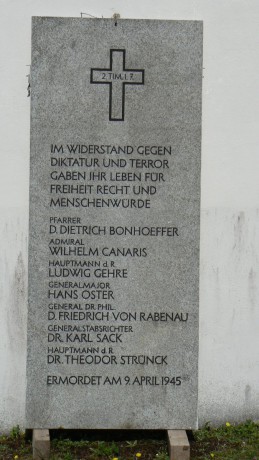 2.TIM.1.7.
IM WIDERSTAND GEGEN
DIKTATUR UND TERROR
GABEN IHR LEBEN FÜR
FREIHEIT RECHT UND
MENSCHENWÜRDE
PFARRER
D. DIETRICH BONHOEFFER
ADMIRAL
WILHELM CANARIS
HAUPTMANN d. R.
LUDWIG GEHRE
GENERALMAJOR
HANS OSTER
GENERAL DR. PHIL.
D. FRIEDRICH VON RABENAU
GENERALSTABSRICHTER
DR. KARL SACK
HAUPTMANN d. R.
DR. THEODOR STRÜNCK
ERMORDET AM 9. APRIL 1945